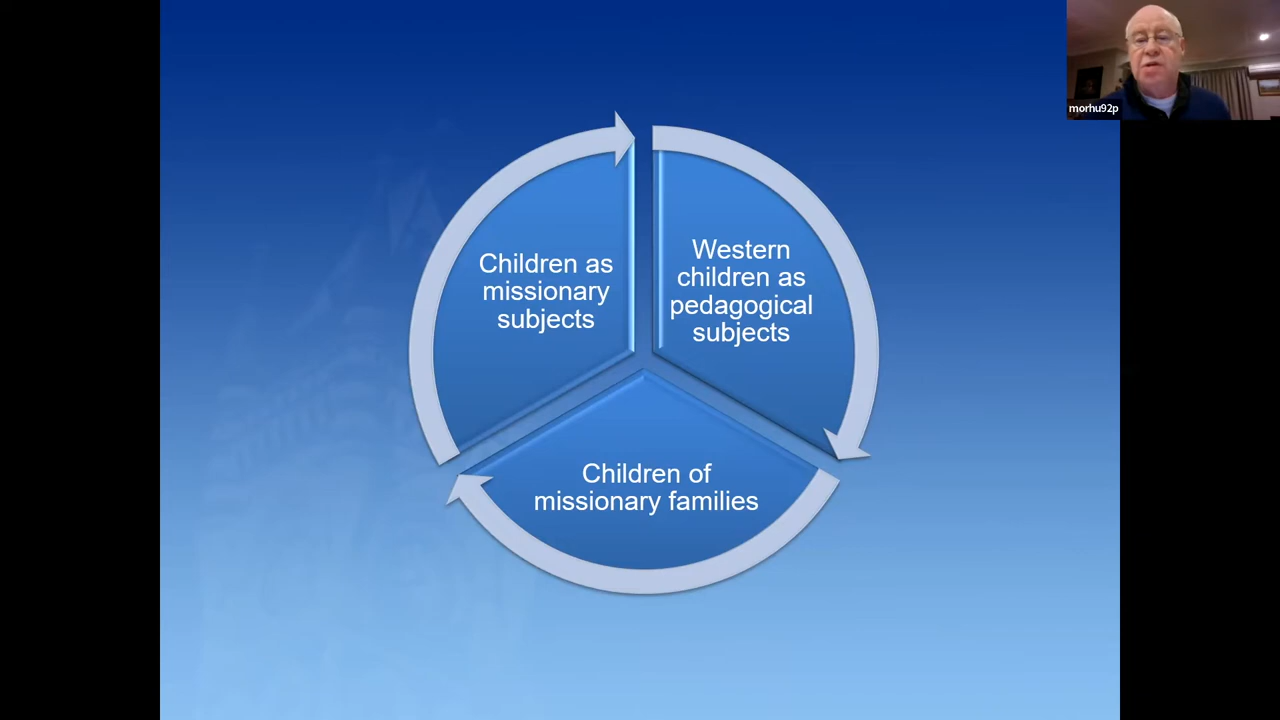 morhu92p
Children as
missionary
subjects
Western
children as
pedagogical
subjects
Children of
missionary families